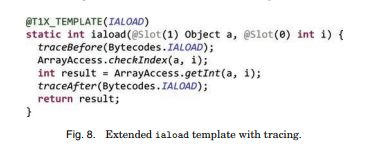 @T1X_TEMPLATE(IALOAD)
static int iaload(@Slot(1) Object a, @Slot(0) int i) {
  traceBefore(Bytecodes.IALOAD);
  ArrayAccess.checkIndex(a, i);
  int result = ArrayAccess.getInt(a, i);
  traceAfter(Bytecodes.IALOAD);
  return result;
}
Fig. 8. Extended iaload template with tracing.